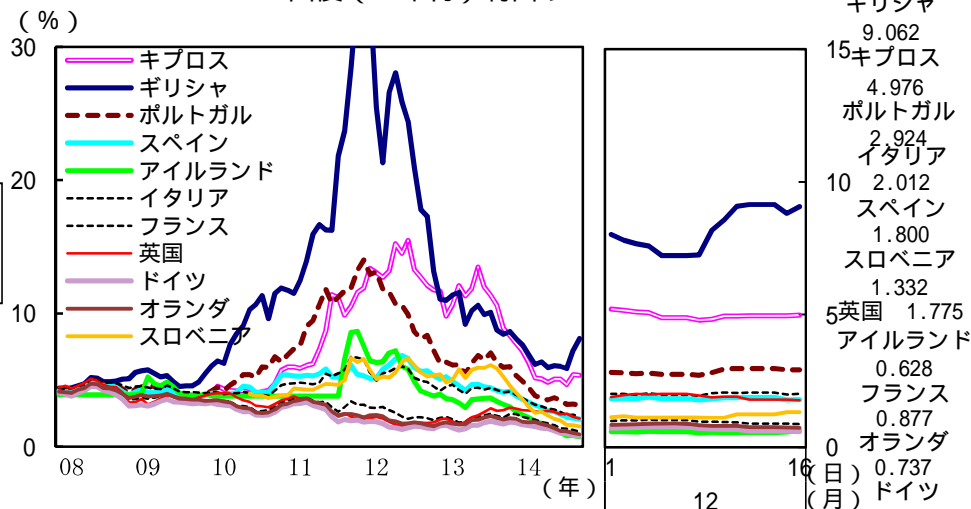 (%)
30
20
10
0
キプロス
ギリシャ
ポルトガル
スペイン
アイルランド
イタリア
フランス
英国
ドイツ
オランダ
スロベニア
08 09 10 11 12 13 14
(年)
15
10
5
0
1 16
(日)
12
(月)
ギリシャ
9.062
キプロス
4.976
ポルトガル
2.924
イタリア
2.012
スペイン
1.800
スロベニア
1.332
英国 1.775
アイルランド
0.628
フランス
0.877
オランダ
0.737
ドイツ